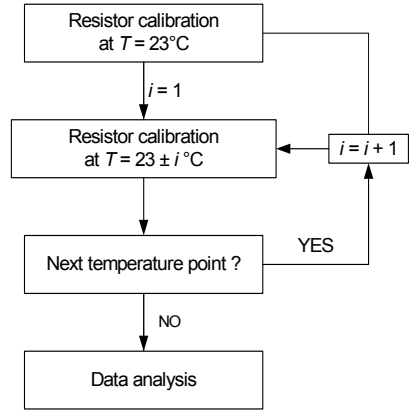 Resistor calibration
at T = 23°C
i = 1
Resistor calibration
at T = 23 ± i °C
i = i + 1
Next temperature point ?
YES
NO
Data analysis